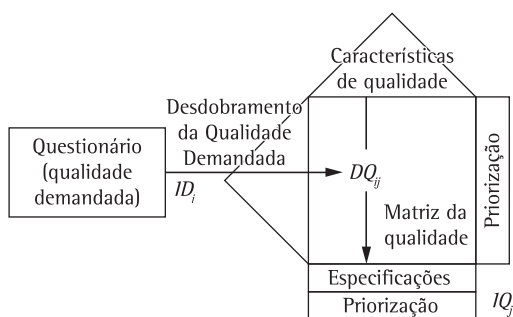 Características
de qualidade
Desdobramento
da Qualidade
Demandada
Questionário
(qualidade
demandada)
ID_i
DQ_ij
Matriz da
qualidade
Priorização
Especificações
Priorização
IQ_j